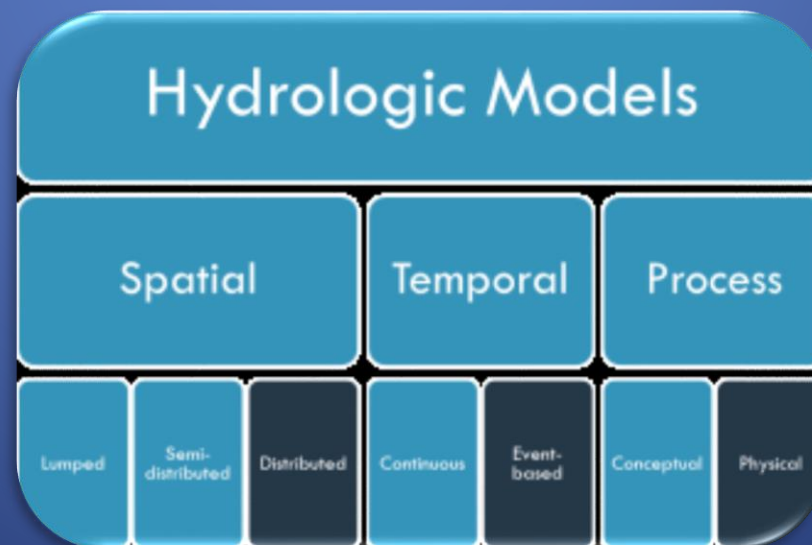 Hydrologic Models
Spatial
Temporal
Process
Lumped
Semi-
distributed
Distributed
Continuous
Event-
based
Conceptual
Physical